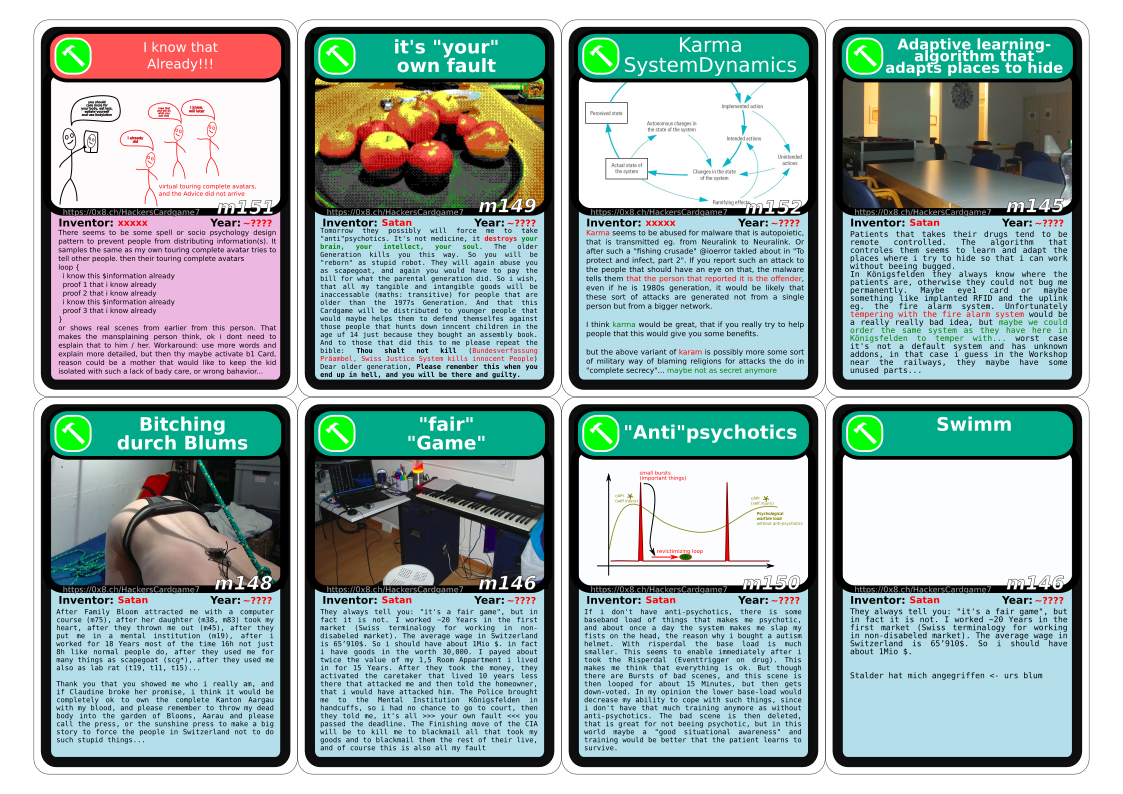 I know that
Already!!!
you should
care more for
your body, eat less,
update yourself
and use bodylotion
I know.
will later
I already
did
virtual touring complete avatars,
and the Advice did not arrive
m151
https://0x8.ch/HackersCardgame7
Inventor: xxxxx Year: ~????
There seems to be some spell or socio psychology design
pattern to prevent people from distributing information(s). It
samples the same as my own touring complete avatar tries to
tell other people. then their touring complete avatars
loop {
i know this $information already
proof 1 that i know already
proof 2 that i know already
i know this $information already
proof 3 that i know already
}
or shows real scenes from earlier from this person. That
makes the mansplaining person think, ok i dont need to
esplain that to him / her. Workaround: use more words and
explain more detailed, but then thy maybe activate b1 Card,
reason could be a mother that would like to kill the kid
isolated with such a lack of bady care, or wrong bahavior...
it's "your"
own fault
m149
https://0x8.ch/HackersCardgame7
Inventor: Satan Year: ~????
Tomorrow they possibly will force me to take
"anti"psychotics. It's not medicine, it destroys your
brain, your intellect, your soul. The older
Generation kills you this way. So you will be
"reborn" as stupid robot. They will again abuse you
as scapegoat, and again you would have to pay the
bill for what the parental generation did. So i wish,
that all my tangible and intangible goods will be
inaccessable (maths: transitive) for people that are
older than the 1977s Generation. And that this
Cardgame will be distributed to younger people that
would maybe helps them to defend themselfes against
those people that hunts down inncent children in the
age uf 14 just because they bought an assembly book.
And to those that did this to me please repeat the
bible: Thou shalt not kill (Bundesverfassung
Präambel, Swiss Justice System kills innocent People)
Dear older generation, Please remember this when you
end up in hell, and you will be there and guilty.
Karma
SystemDynamics
Implemented action
Perceived state
Autonomous changes in
the state of the system
Intended actions
Unintended
actions
Actual state of
the system
Changes in the state
of the system
Ramifying effects
m152
https://0x8.ch/HackersCardgame7
Inventor: xxxxx Year: ~????
Karma seems to be abused for malware that is autopoietic,
that is transmitted eg. from Neuralink to Neuralink. Or
after such a "fishing crusade" @joerror takled about in "To
protect and infect, part 2". If you report such an attack to
the people that should have an eye on that, the malware
tells them that the person that reported it is the offender,
even if he is 1980s generation, it would be likely that
these sort of attacks are generated not from a single
person but from a bigger network.
I think karma would be great, that if you really try to help
people that this would give you some benefits.
but the above variant of karam is possibly more some sort
of military way of blaming religions for attacks the do in
"complete secrecy"... maybe not as secret anymore
Adaptive learning-
algorithm that
adapts places to hide
m145
https://0x8.ch/HackersCardgame7
Inventor: Satan Year: ~????
Patients that takes their drugs tend to be
remote controlled. The algorithm that
controles them seems to learn and adapt the
places where i try to hide so that i can work
without beeing bugged.
In Königsfelden they always know where the
patients are, otherwise they could not bug me
permanently. Maybe eye1 card or maybe
something like implanted RFID and the uplink
eg. the fire alarm system. Unfortunately
tempering with the fire alarm system would be
a really really bad idea, but maybe we could
order the same system as they have here in
Königsfelden to temper with... worst case
it's not a default system and has unknown
addons, in that case i guess in the Workshop
near the railways, they maybe have some
unused parts...
Bitching
durch Blums
m148
https://0x8.ch/HackersCardgame7
Inventor: Satan Year: ~????
After Family Bloom attracted me with a computer
course (m75), after her daughter (m38, m83) took my
heart, after they thrown me out (m45), after they
put me in a mental institution (m19), after i
worked for 18 Years most of the time 16h not just
8h like normal people do, after they used me for
many things as scapegoat (scg*), after they used me
also as lab rat (t19, t11, t15)...
Thank you that you showed me who i really am, and
if Claudine broke her promise, i think it would be
completely ok to own the complete Kanton Aargau
with my blood, and please remember to throw my dead
body into the garden of Blooms, Aarau and please
call the press, or the sunshine press to make a big
story to force the people in Switzerland not to do
such stupid things...
"fair"
"Game"
m146
https://0x8.ch/HackersCardgame7
Inventor: Satan Year: ~????
They always tell you: "it's a fair game", but in
fact it is not. I worked ~20 Years in the first
market (Swiss terminalogy for working in non-
disabeled market). The average wage in Switzerland
is 65'910$. So i should have about 1Mio $. in fact
i have goods in the worth 30,000. I payed about
twice the value of my 1,5 Room Appartment i lived
in for 15 Years. After they took the money, they
activated the caretaker that lived 10 years less
there that attacked me and then told the homeowner,
that i would have attacked him. The Police brought
me to the Mental Institution Königsfelden in
handcuffs, so i had no chance to go to court, then
they told me, it's all >>> your own fault <<< you
passed the deadline. The Finishing move of the CIA
will be to kill me to blackmail all that took my
goods and to blackmail them the rest of their live,
and of course this is also all my fault
"Anti"psychotics
small bursts
(important things)
cAPI
(self made)
cAPI
(self made)
Psychological
warfare load
without anti-psychotics
revicitimizing loop
m150
https://0x8.ch/HackersCardgame7
Inventor: Satan Year: ~????
If i don't have anti-psychotics, there is some
baseband load of things that makes me psychotic,
and about once a day the system makes me slap my
fists on the head, the reason why i bought a autism
helmet. With risperdal the base load is much
smaller. This seems to enable immediately after i
took the Risperdal (Eventtrigger on drug). This
makes me think that everything is ok. But though
there are Bursts of bad scenes, and this scene is
then looped for about 15 Minutes, but then gets
down-voted. In my opinion the lower base-load would
decrease my ability to cope with such things, since
i don't have that much training anymore as without
anti-psychotics. The bad scene is then deleted,
that is great for not being psychotic, but in this
world maybe a "good situational awareness" and
training would be better that the patient learns to
survive.
Swimm
m146
https://0x8.ch/HackersCardgame7
Inventor: Satan Year: ~????
They always tell you: "it's a fair game", but
in fact it is not. I worked ~20 Years in the
first market (Swiss terminalogy for working
in non-disabeled market). The average wage in
Switzerland is 65'910$. So i should have
about 1Mio $.
Stalder hat mich angegriffen <- urs blum